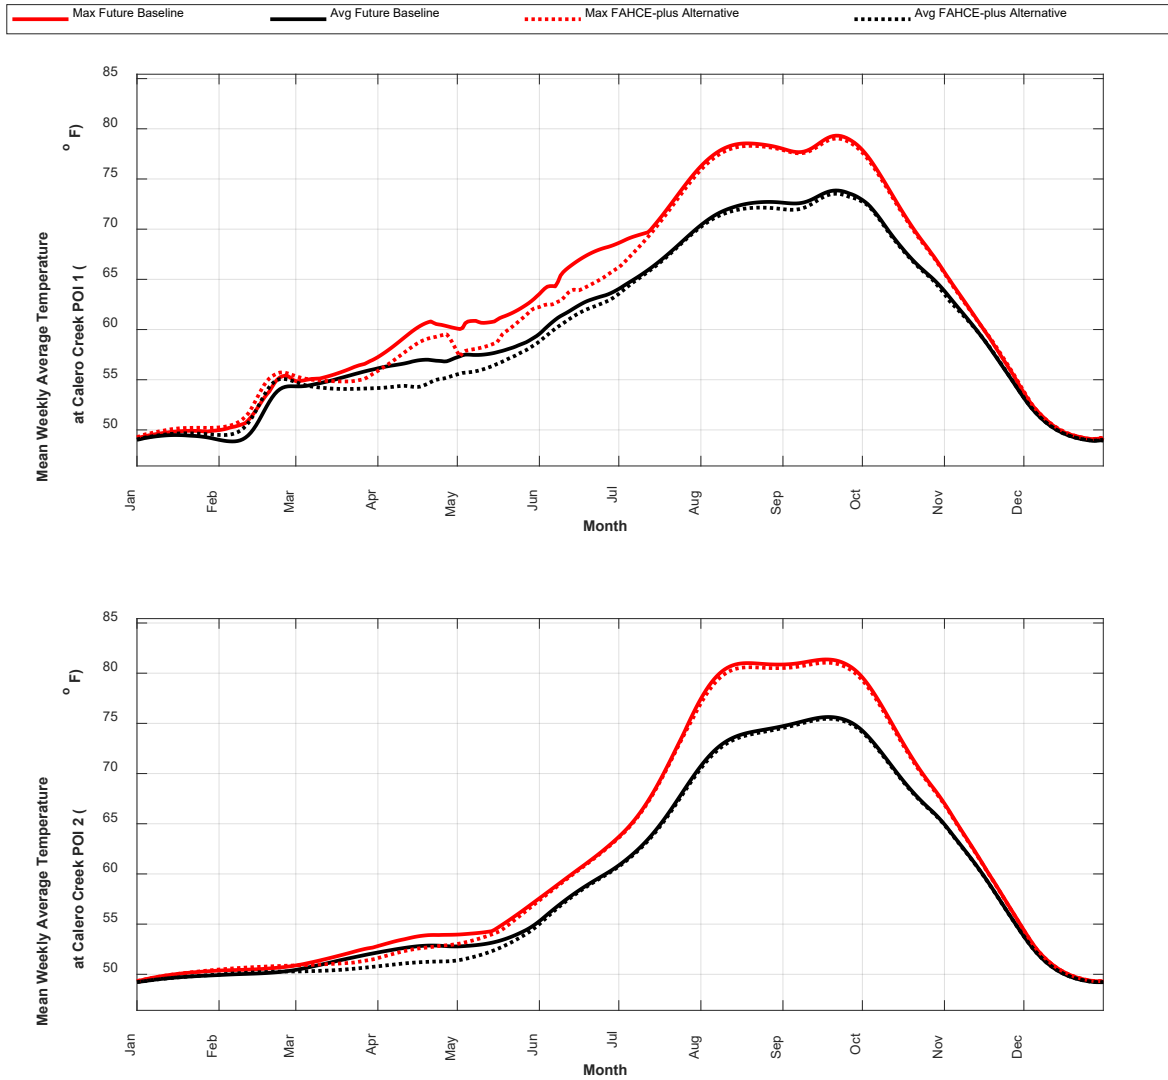 Max Future Baseline
Avg Future Baseline
Max FAHCE-plus Alternative
Avg FAHCE-plus Alternative
Mean Weekly Average Temperature
at Calero Creek POI 1 (
o F)
85
80
75
70
65
60
55
50
Jan
Feb
Mar
Apr
May
Jun
Jul
Aug
Sep
Oct
Nov
Dec
Month
Mean Weekly Average Temperature
at Calero Creek POI 2 (
o F)
85
80
75
70
65
60
55
50
Jan
Feb
Mar
Apr
May
Jun
Jul
Aug
Sep
Oct
Nov
Dec
Month